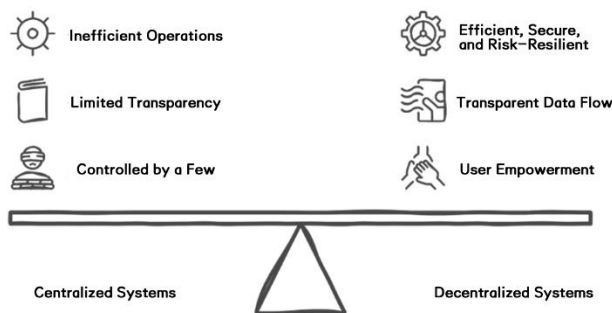 Inefficient Operations
Efficient, Secure,
and Risk-Resilient
Limited Transparency
Transparent Data Flow
Controlled by a Few
User Empowerment
Centralized Systems
Decentralized Systems